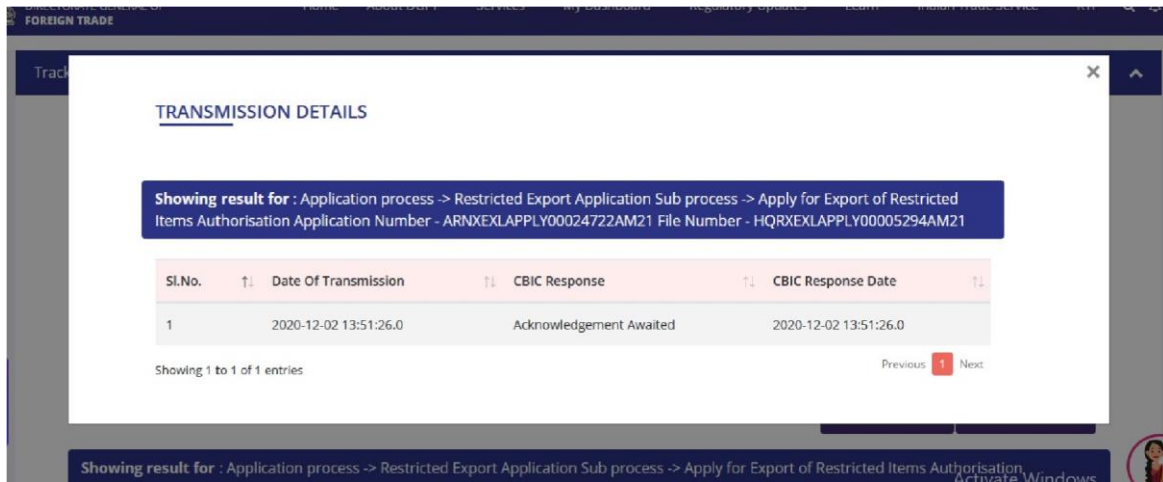 DIRECTORATE GENERAL OF
FOREIGN TRADE
Home About DGFT Services My Dashboard Regulatory Updates Learn Indian Trade Service RTI
Track
×
TRANSMISSION DETAILS
Showing result for : Application process -> Restricted Export Application Sub process -> Apply for Export of Restricted
Items Authorisation Application Number - ARNXEXLAPPLY00024722AM21 File Number - HQRXEXLAPPLY00005294AM21
Sl.No. Date Of Transmission CBIC Response CBIC Response Date
1 2020-12-02 13:51:26.0 Acknowledgement Awaited 2020-12-02 13:51:26.0
Showing 1 to 1 of 1 entries
Previous 1 Next
Showing result for : Application process -> Restricted Export Application Sub process -> Apply for Export of Restricted Items Authorisation
Activate Windows